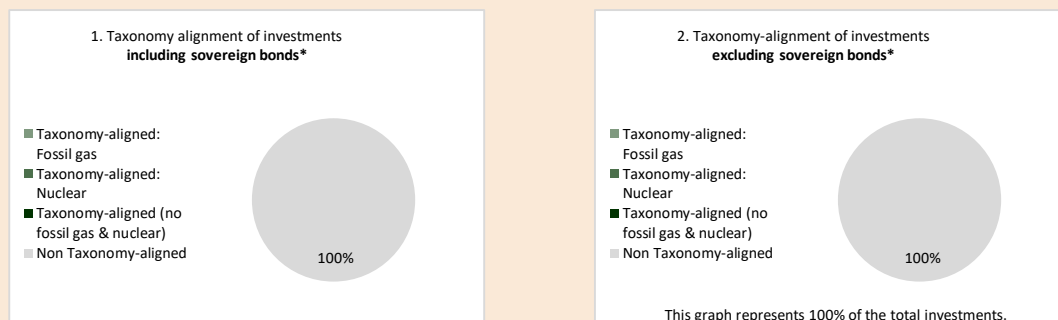 1. Taxonomy alignment of investments
including sovereign bonds*
Taxonomy-aligned:
Fossil gas
Taxonomy-aligned:
Nuclear
Taxonomy-aligned (no
fossil gas & nuclear)
Non Taxonomy-aligned
100%
2. Taxonomy-alignment of investments
excluding sovereign bonds*
Taxonomy-aligned:
Fossil gas
Taxonomy-aligned:
Nuclear
Taxonomy-aligned (no
fossil gas & nuclear)
Non Taxonomy-aligned
100%
This graph represents 100% of the total investments.